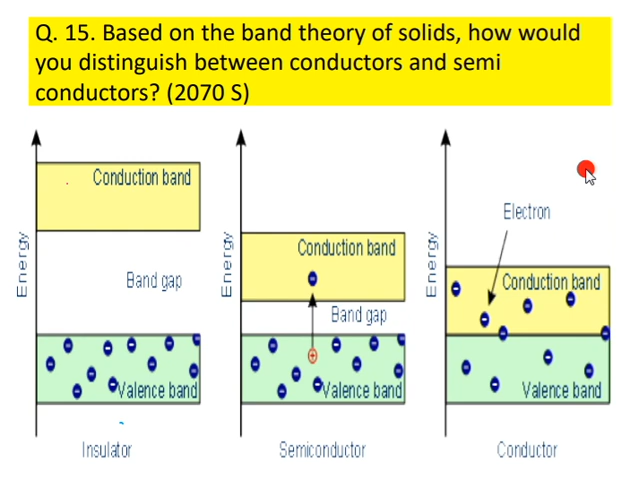 Q. 15. Based on the band theory of solids, how would
you distinguish between conductors and semi
conductors? (2070 S)
Conduction band
Band gap
Valence band
Energy
Insulator
Conduction band
Band gap
Valence band
Energy
Semiconductor
Electron
Conduction band
Valence band
Energy
Conductor